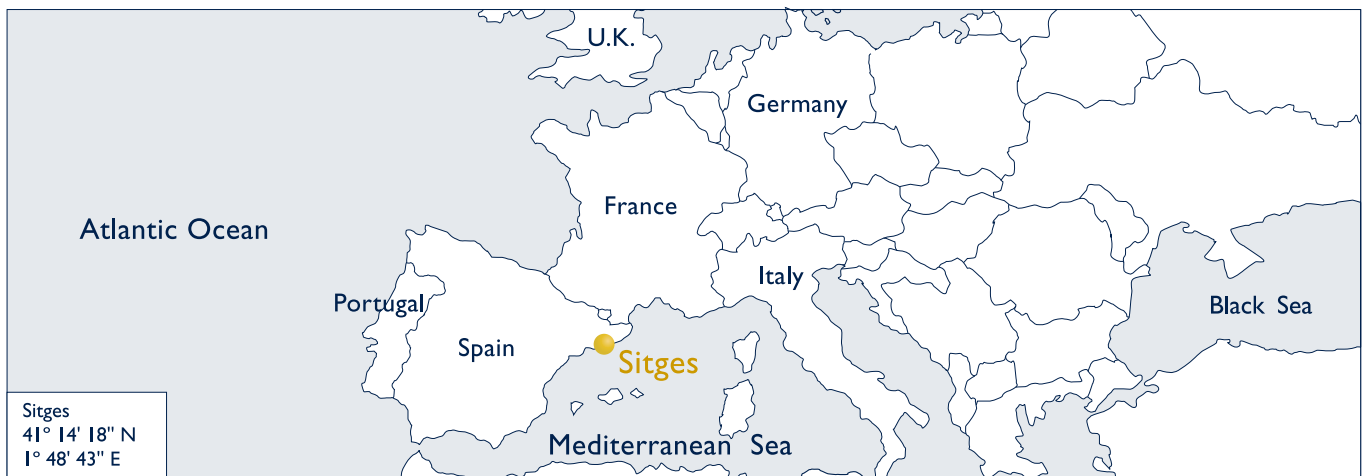 U.K.
Germany
France
Atlantic Ocean
Italy
Portugal
Black Sea
Spain
Sitges
Mediterranean Sea
Sitges
41° 14' 18" N
1° 48' 43" E